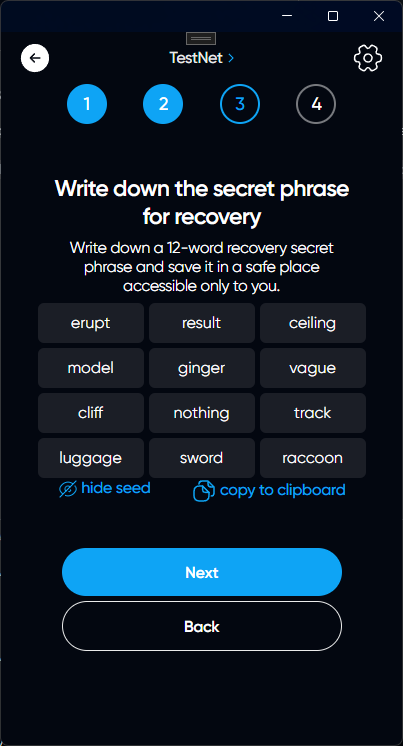 TestNet
1 2 3 4
Write down the secret phrase
for recovery
Write down a 12-word recovery secret
phrase and save it in a safe place
accessible only to you.
erupt result ceiling
model ginger vague
cliff nothing track
luggage sword raccoon
hide seed copy to clipboard
Next
Back